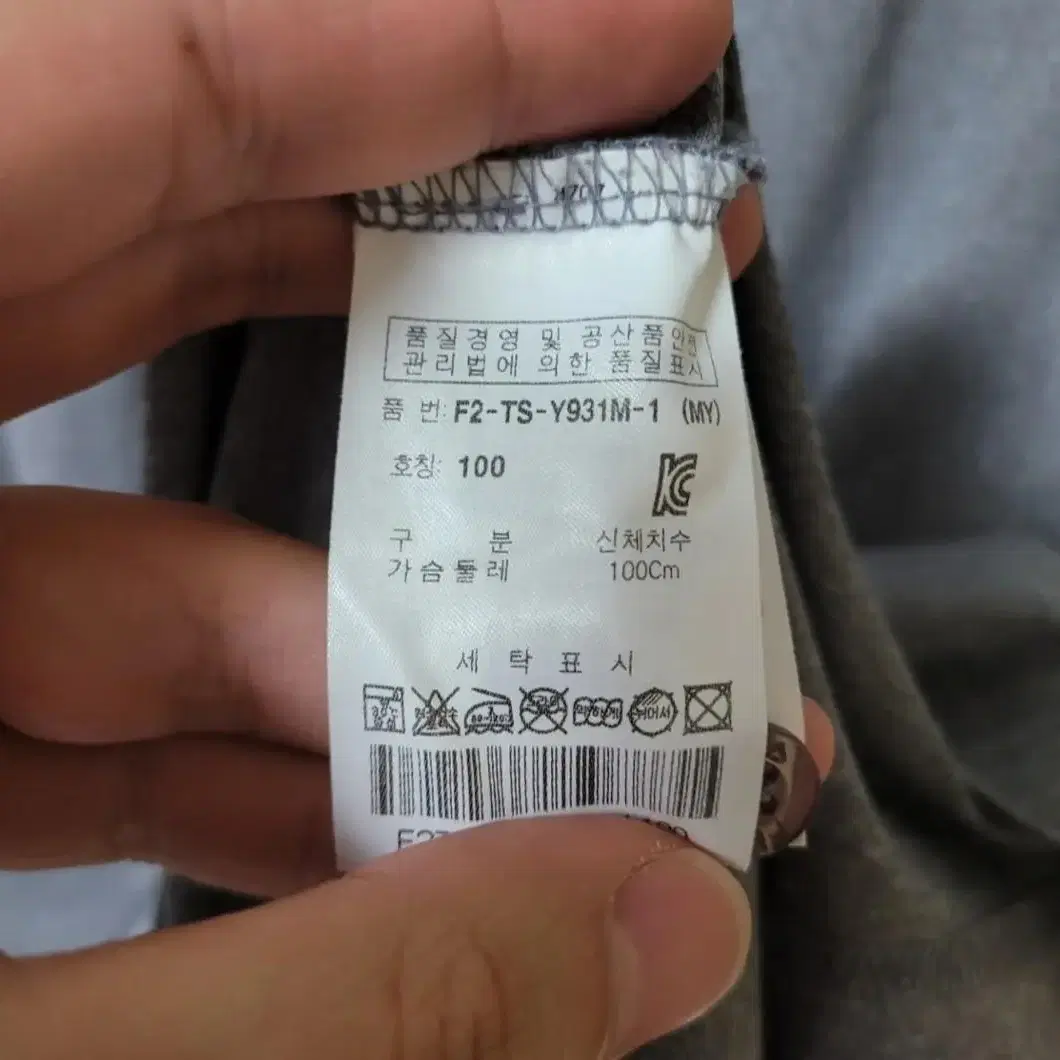 품질경영 및 공산품안전
관리법에 의한 품질표시
품 번: F2-TS-Y931M-1 (MY)
호칭: 100
구 분 신체치수
가슴둘레 100Cm
세 탁 표 시